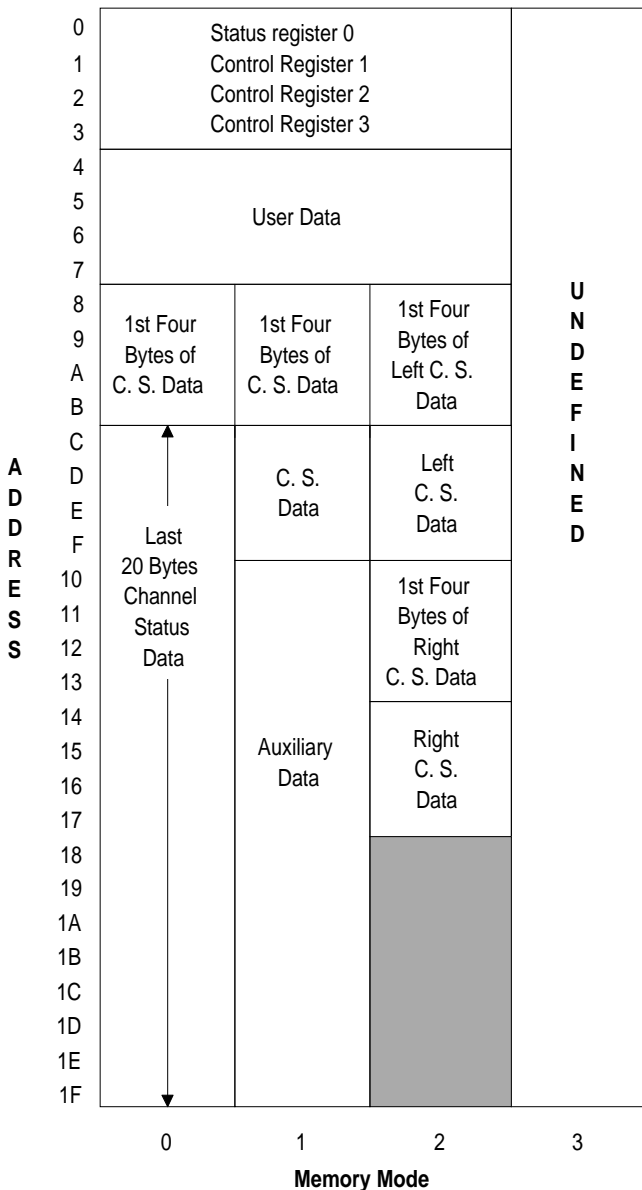 0
1
2
3
4
5
6
7
8
9
A
B
C
D
E
F
10
11
12
13
14
15
16
17
18
19
1A
1B
1C
1D
1E
1F
ADDRESS
Status register 0
Control Register 1
Control Register 2
Control Register 3
User Data
1st Four
Bytes of
C. S. Data
1st Four
Bytes of
C. S. Data
1st Four
Bytes of
Left C. S.
Data
Last
20 Bytes
Channel
Status
Data
C. S.
Data
Left
C. S.
Data
Auxiliary
Data
1st Four
Bytes of
Right
C. S. Data
Right
C. S.
Data
UNDEFINED
0 1 2 3
Memory Mode